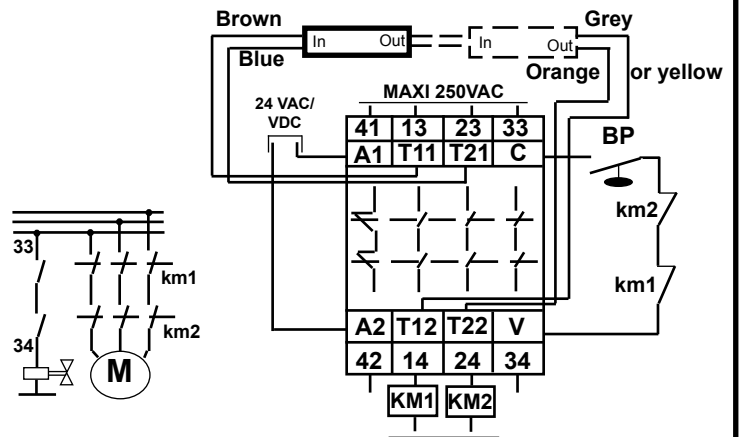 Brown
Grey
In Out
In Out
Blue
Orange or yellow
24 VAC/
VDC
MAXI 250VAC
41 13 23 33
A1 T11 T21 C
BP
km2
km1
33
km1
km2
34
M
A2 T12 T22 V
42 14 24 34
KM1 KM2